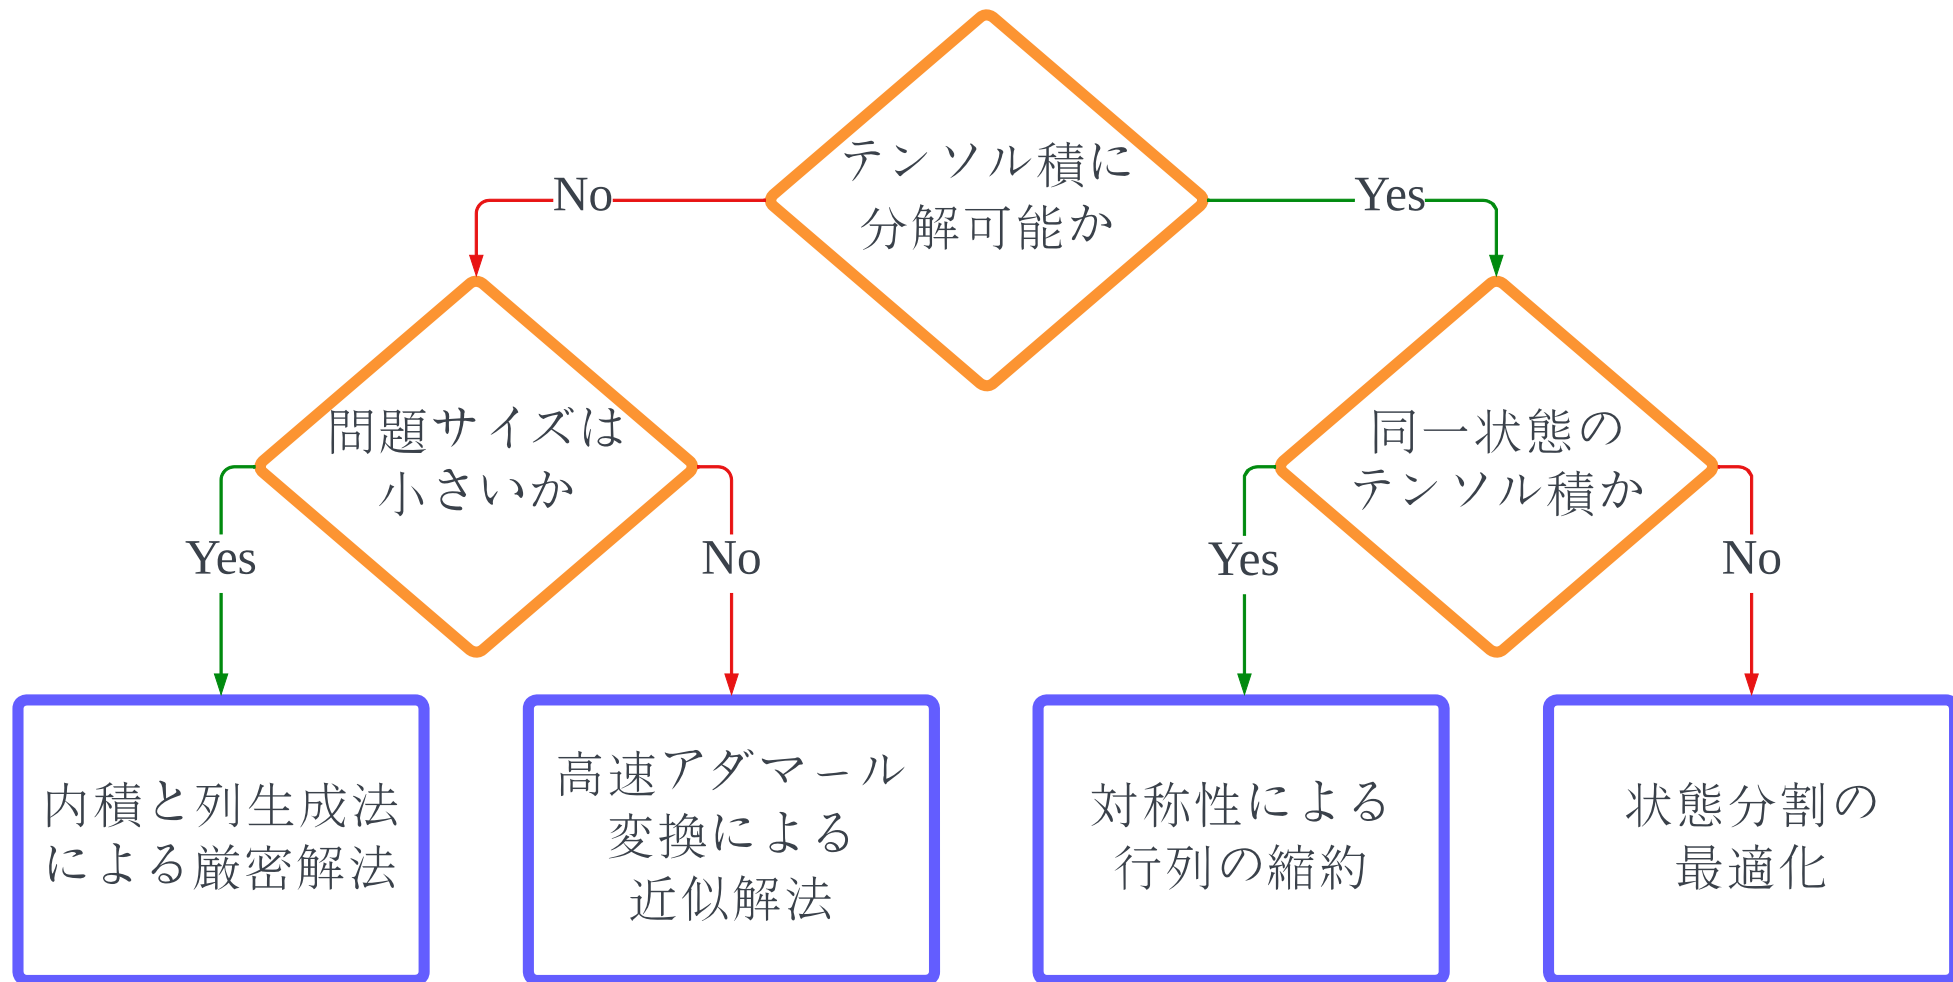 テンソル積に
分解可能か
No
Yes
問題サイズは
小さいか
同一状態の
テンソル積か
Yes
No
Yes
No
内積と列生成法
による厳密解法
高速アダマール
変換による
近似解法
対称性による
行列の縮約
状態分割の
最適化